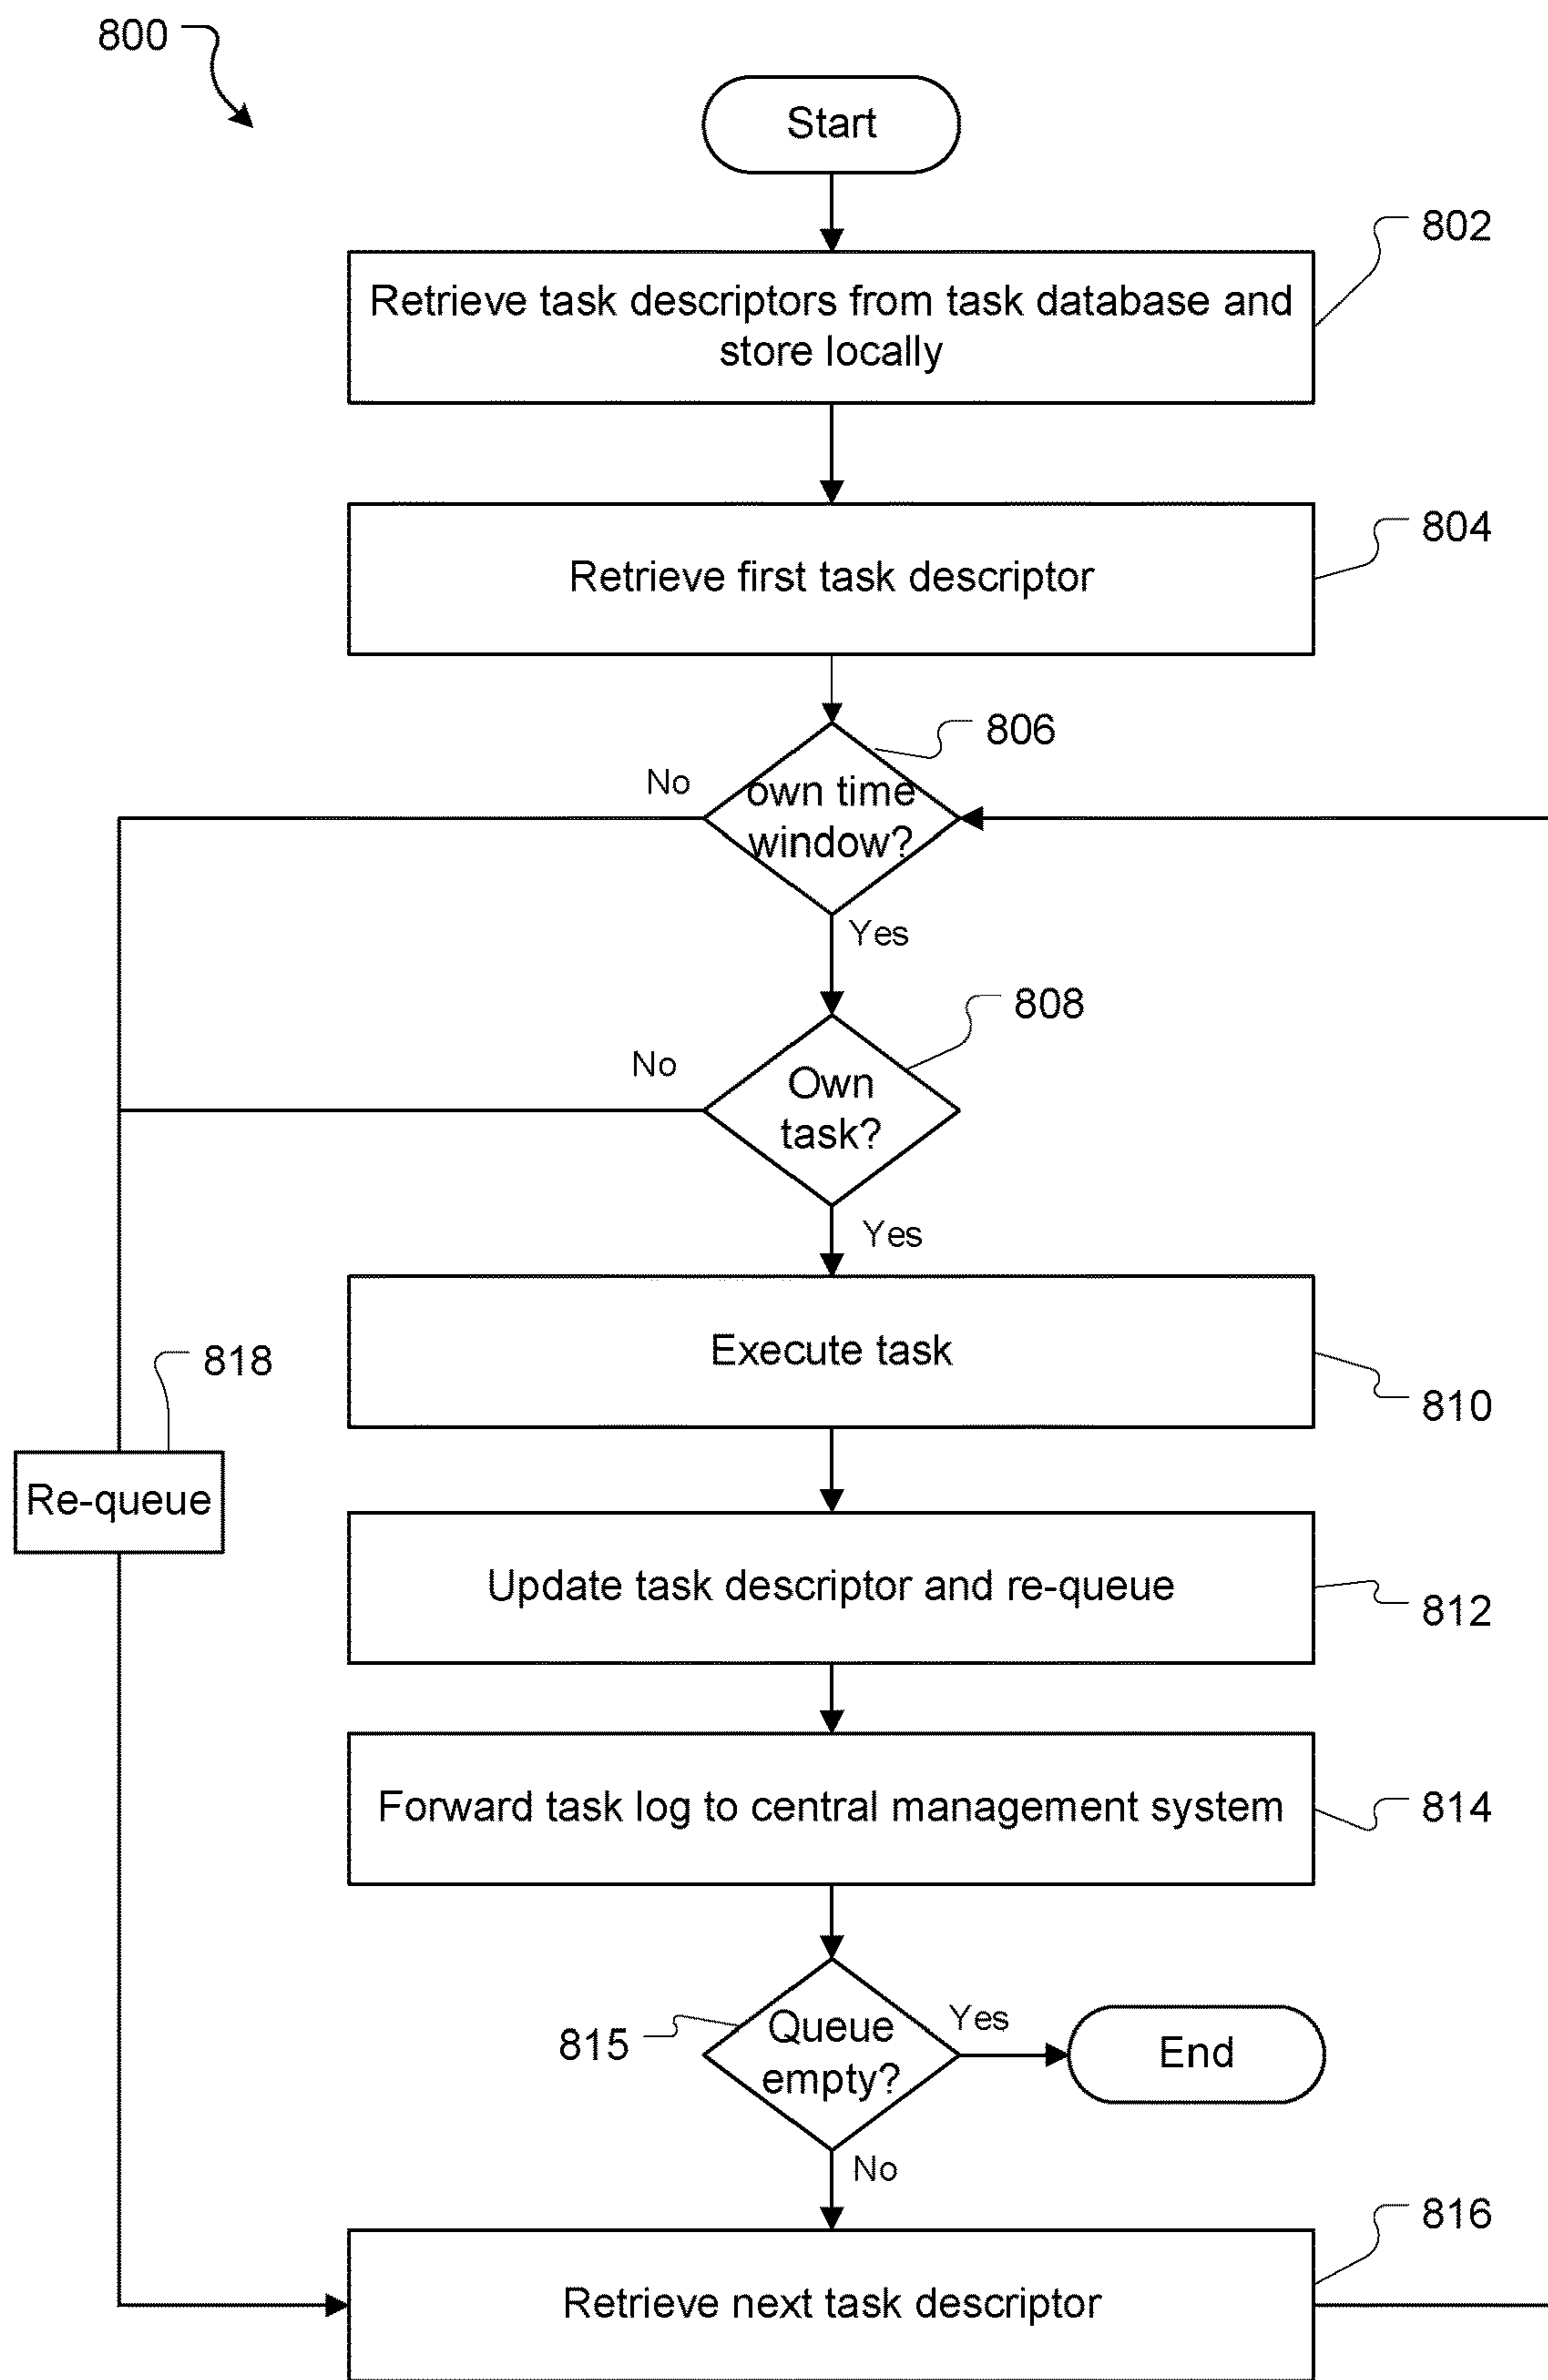 800
Start
802
Retrieve task descriptors from task database and
store locally
804
Retrieve first task descriptor
806
No
own time
window?
Yes
808
No
Own
task?
Yes
Execute task
810
818
Re-queue
Update task descriptor and re-queue
812
Forward task log to central management system
814
815
Queue
empty?
Yes
End
No
816
Retrieve next task descriptor